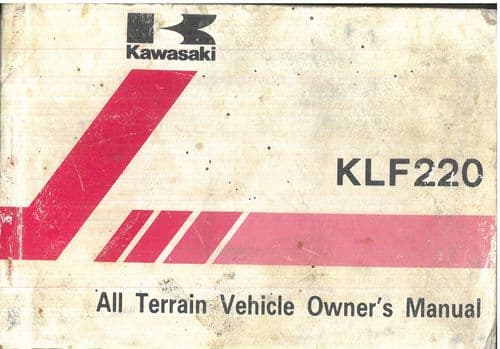 Kawasaki
KLF220
All Terrain Vehicle Owner's Manual